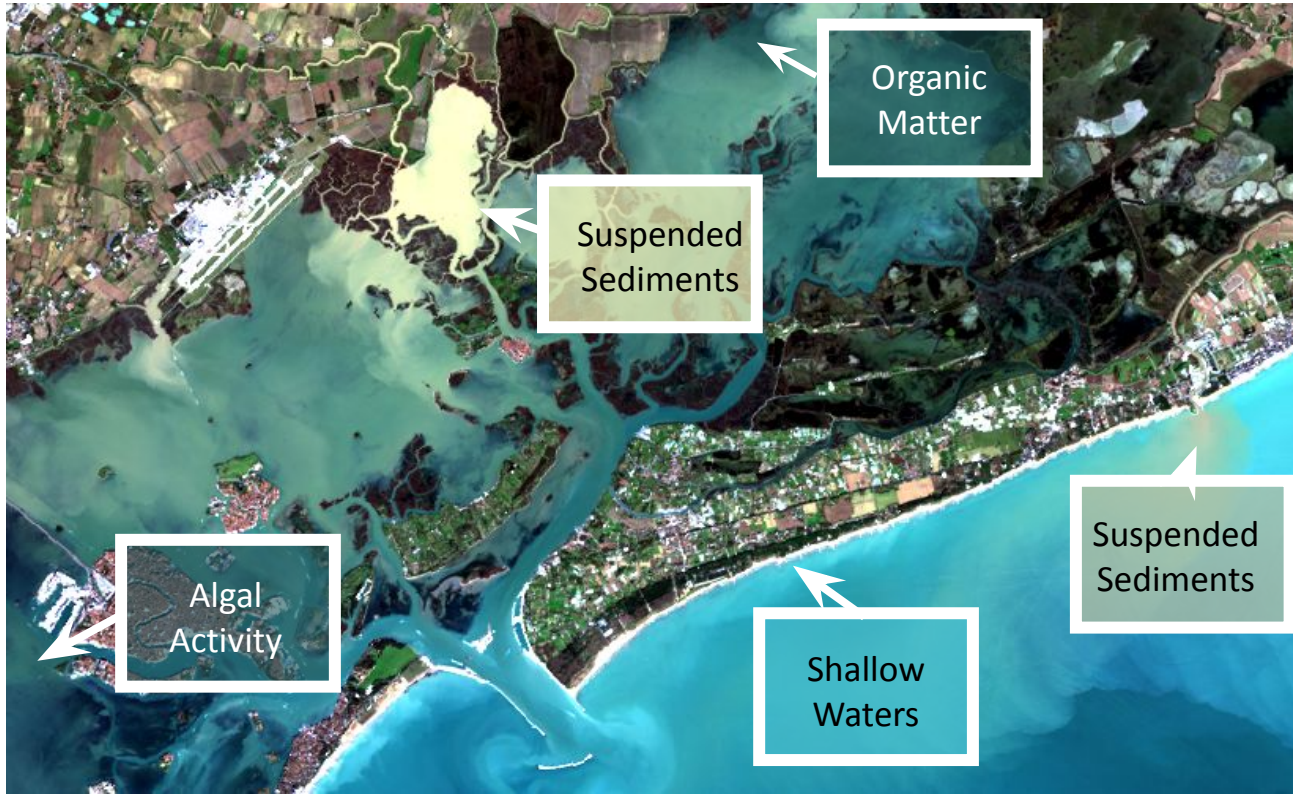 Organic
Matter
Suspended
Sediments
Suspended
Sediments
Algal
Activity
Shallow
Waters